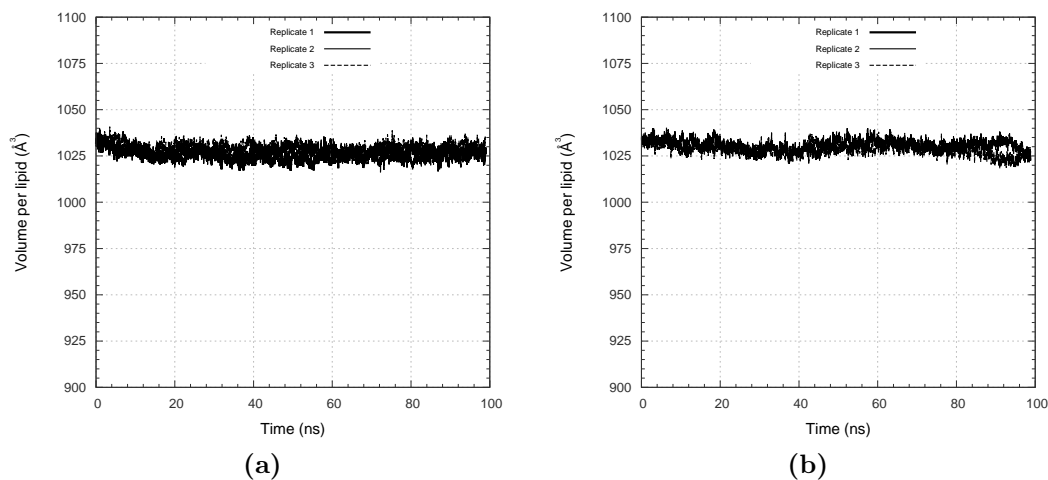 1100
1075
1050
1025
1000
975
950
925
900
Volume per lipid (Å³)
Replicate 1
Replicate 2
Replicate 3
0
20
40
60
80
100
Time (ns)
(a)
1100
1075
1050
1025
1000
975
950
925
900
Volume per lipid (Å³)
Replicate 1
Replicate 2
Replicate 3
0
20
40
60
80
100
Time (ns)
(b)